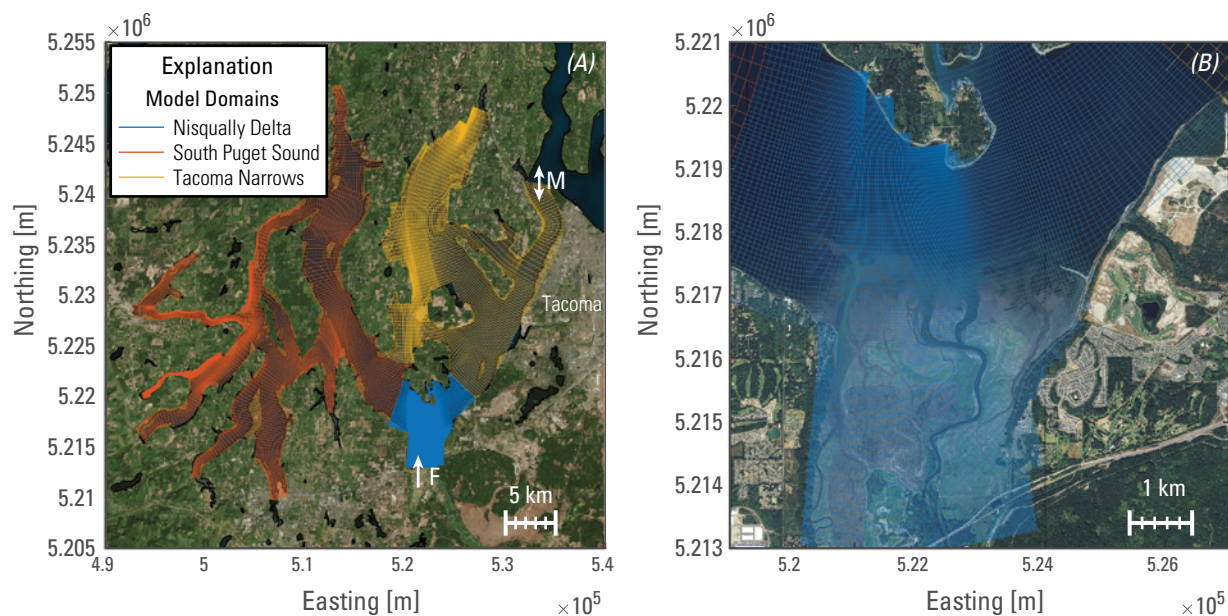 ×10⁶
(A)
Explanation
Model Domains
Nisqually Delta
South Puget Sound
Tacoma Narrows
5.255
5.25
5.245
5.24
5.235
5.23
5.225
5.22
5.215
5.21
5.205
Northing [m]
M
Tacoma
F
5 km
4.9
5
5.1
5.2
5.3
5.4
Easting [m]
×10⁵
×10⁶
(B)
5.221
5.22
5.219
5.218
5.217
5.216
5.215
5.214
5.213
Northing [m]
1 km
5.2
5.22
5.24
5.26
Easting [m]
×10⁵